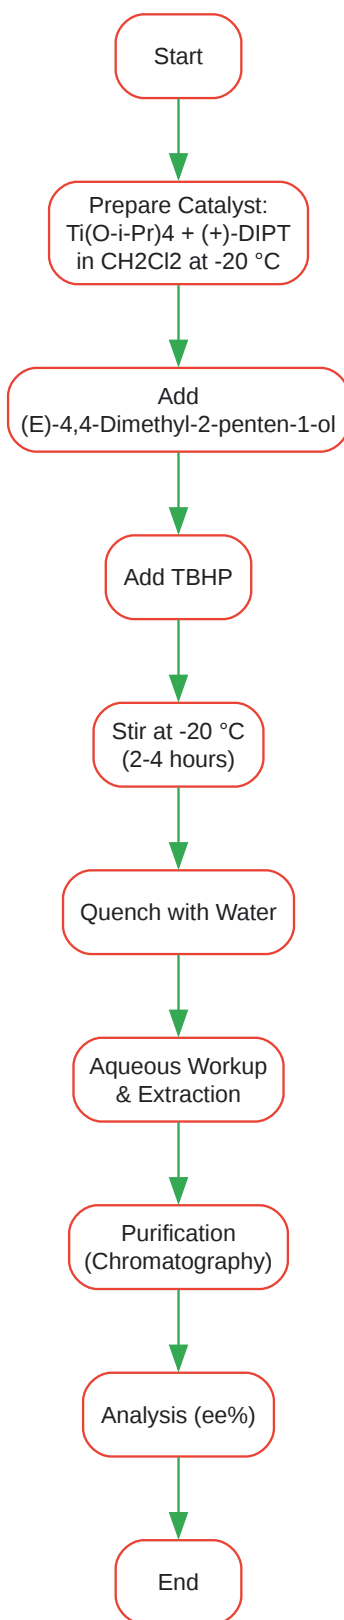 Start
Prepare Catalyst:
Ti(O-i-Pr)4 + (+)-DIPT
in CH2Cl2 at -20 °C
Add
(E)-4,4-Dimethyl-2-penten-1-ol
Add TBHP
Stir at -20 °C
(2-4 hours)
Quench with Water
Aqueous Workup
& Extraction
Purification
(Chromatography)
Analysis (ee%)
End